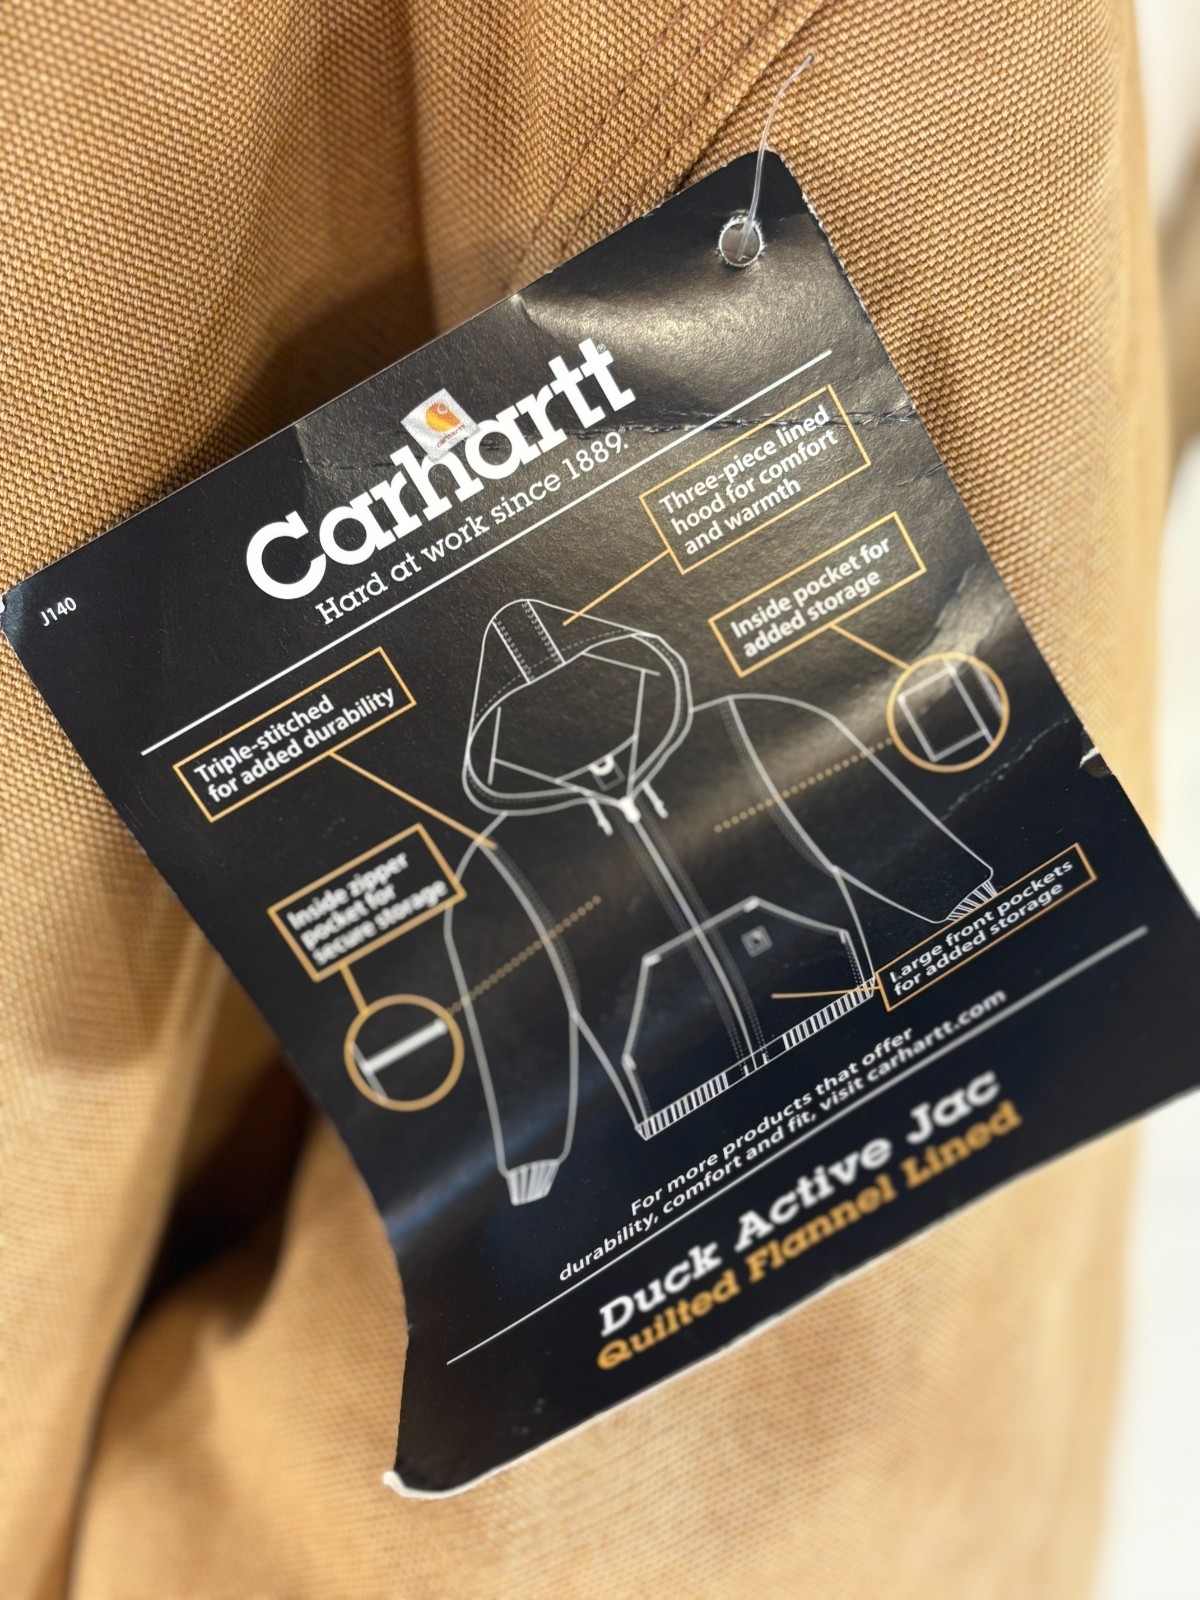 Carhartt®
Hard at work since 1889.
J140
Three-piece lined
hood for comfort
and warmth
Inside pocket for
added storage
Triple-stitched
for added durability
Inside zipper
pocket for
secure storage
Large front pockets
for added storage
For more products that offer
durability, comfort and fit, visit carhartt.com
Duck Active Jac
Quilted Flannel Lined